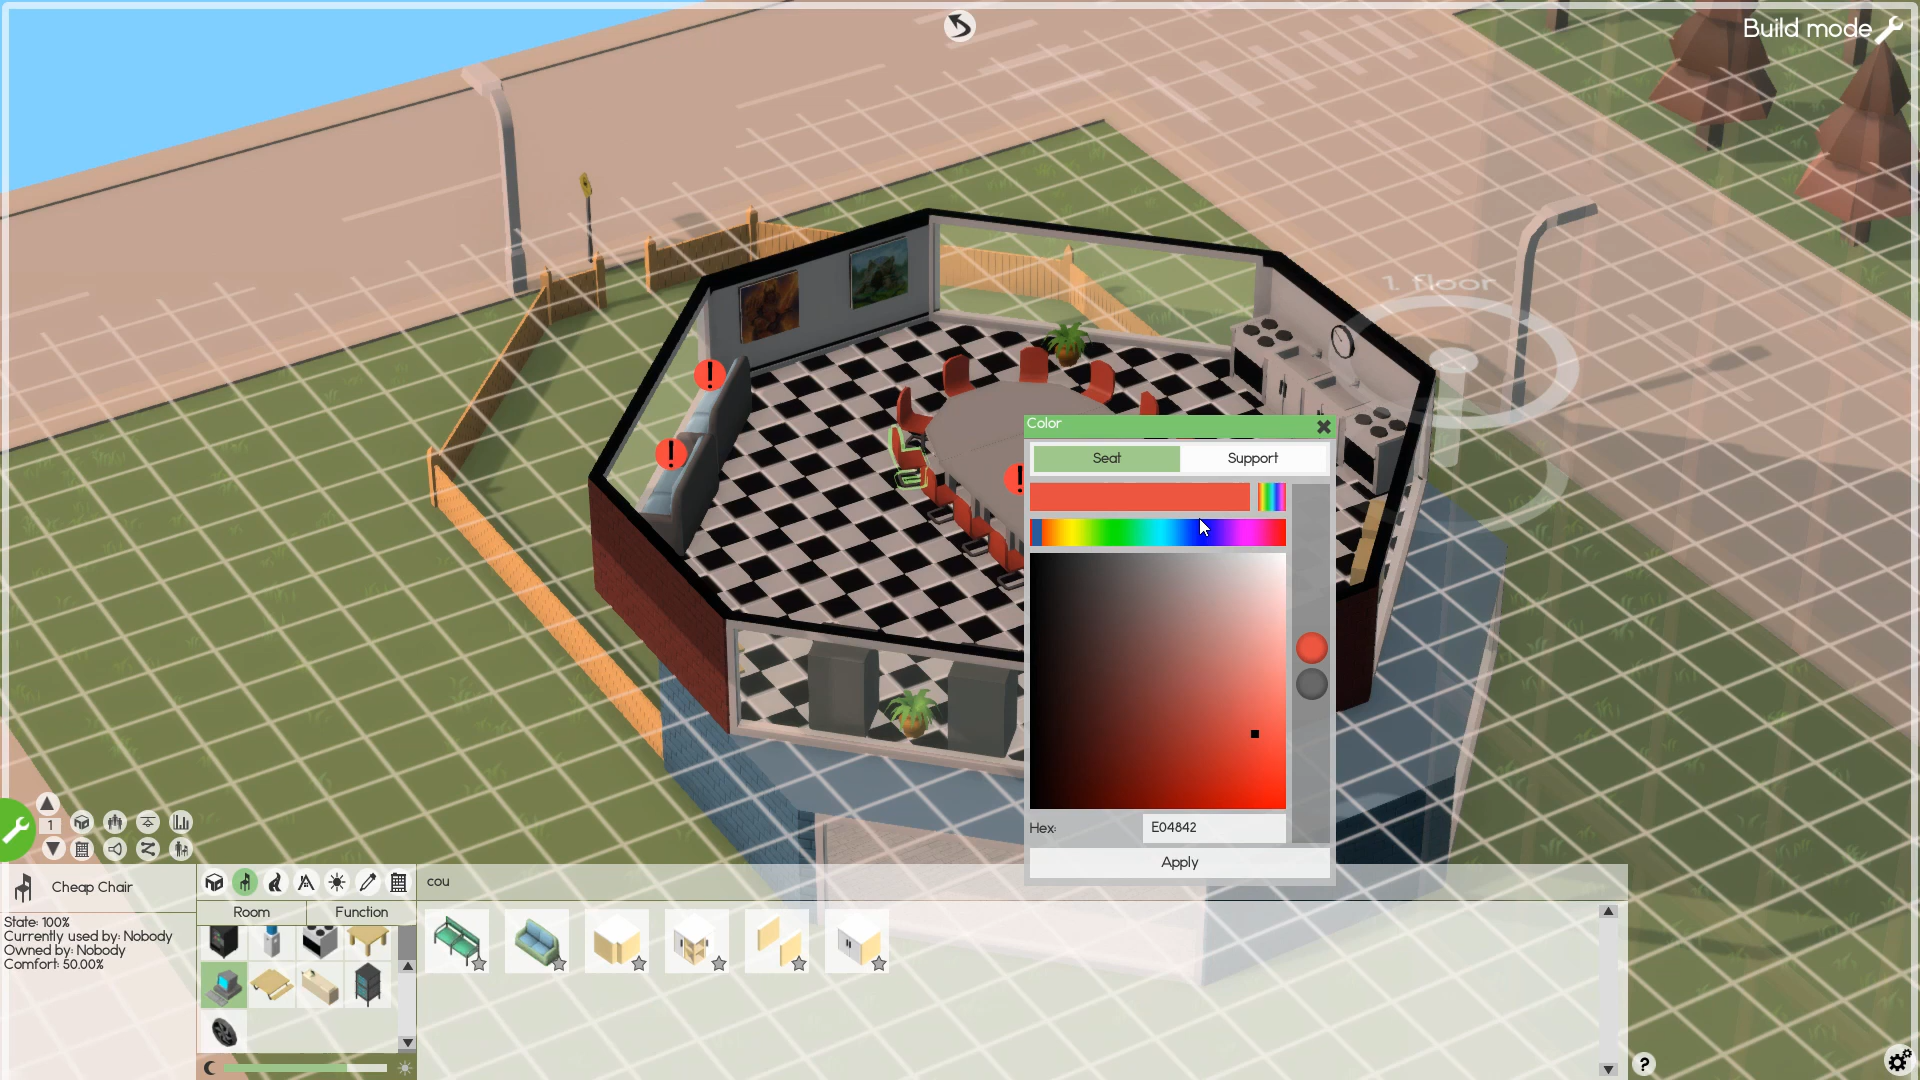 Build mode
1. floor
Color
Seat
Support
Hex:
E04842
Apply
1
Cheap Chair
State: 100%
Currently used by: Nobody
Owned by: Nobody
Comfort: 50.00%
Room
Function
cou
?